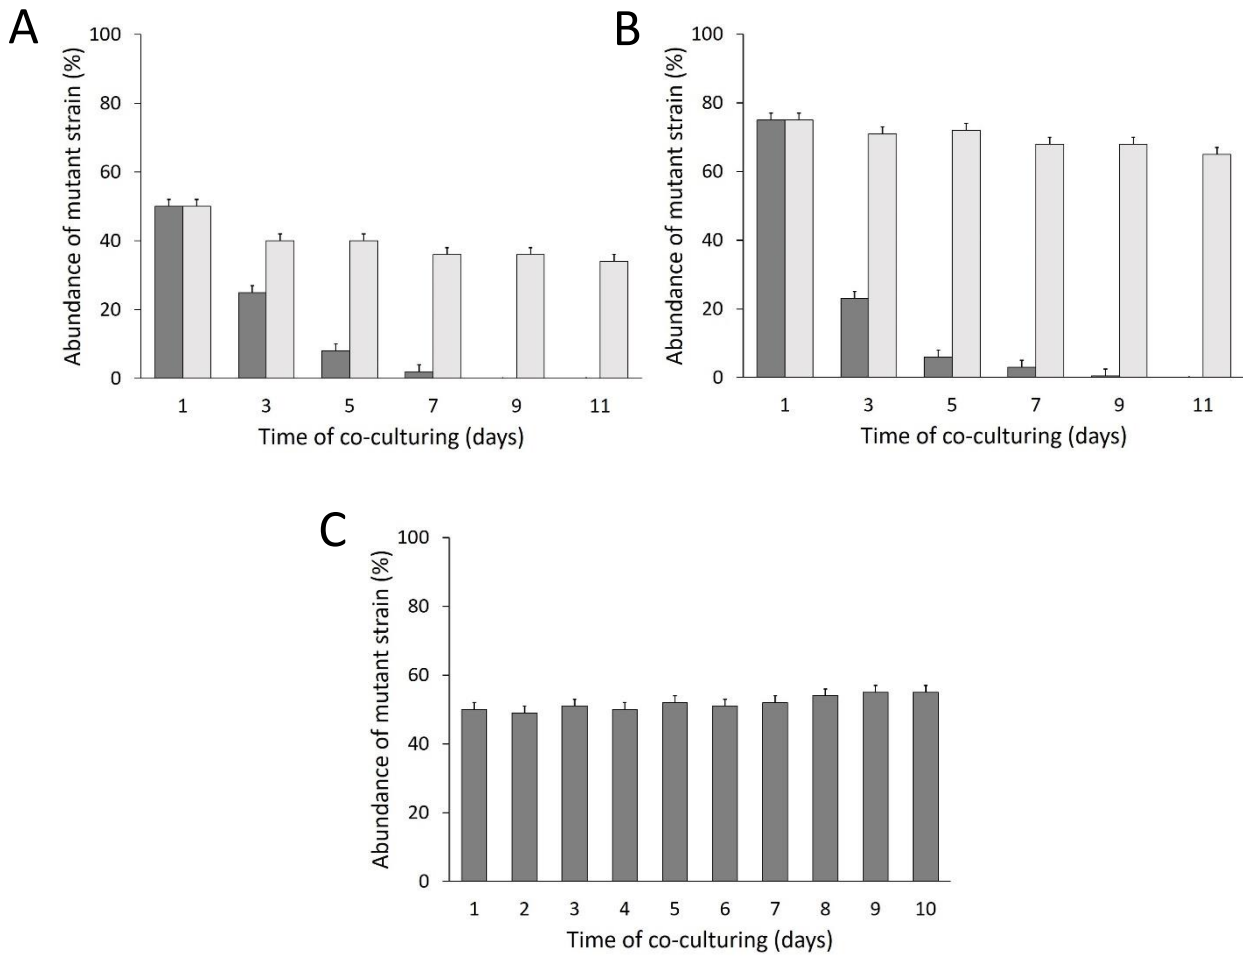 A
Abundance of mutant strain (%)
100
80
60
40
20
0
1 3 5 7 9 11
Time of co-culturing (days)
B
Abundance of mutant strain (%)
100
80
60
40
20
0
1 3 5 7 9 11
Time of co-culturing (days)
C
Abundance of mutant strain (%)
100
80
60
40
20
0
1 2 3 4 5 6 7 8 9 10
Time of co-culturing (days)